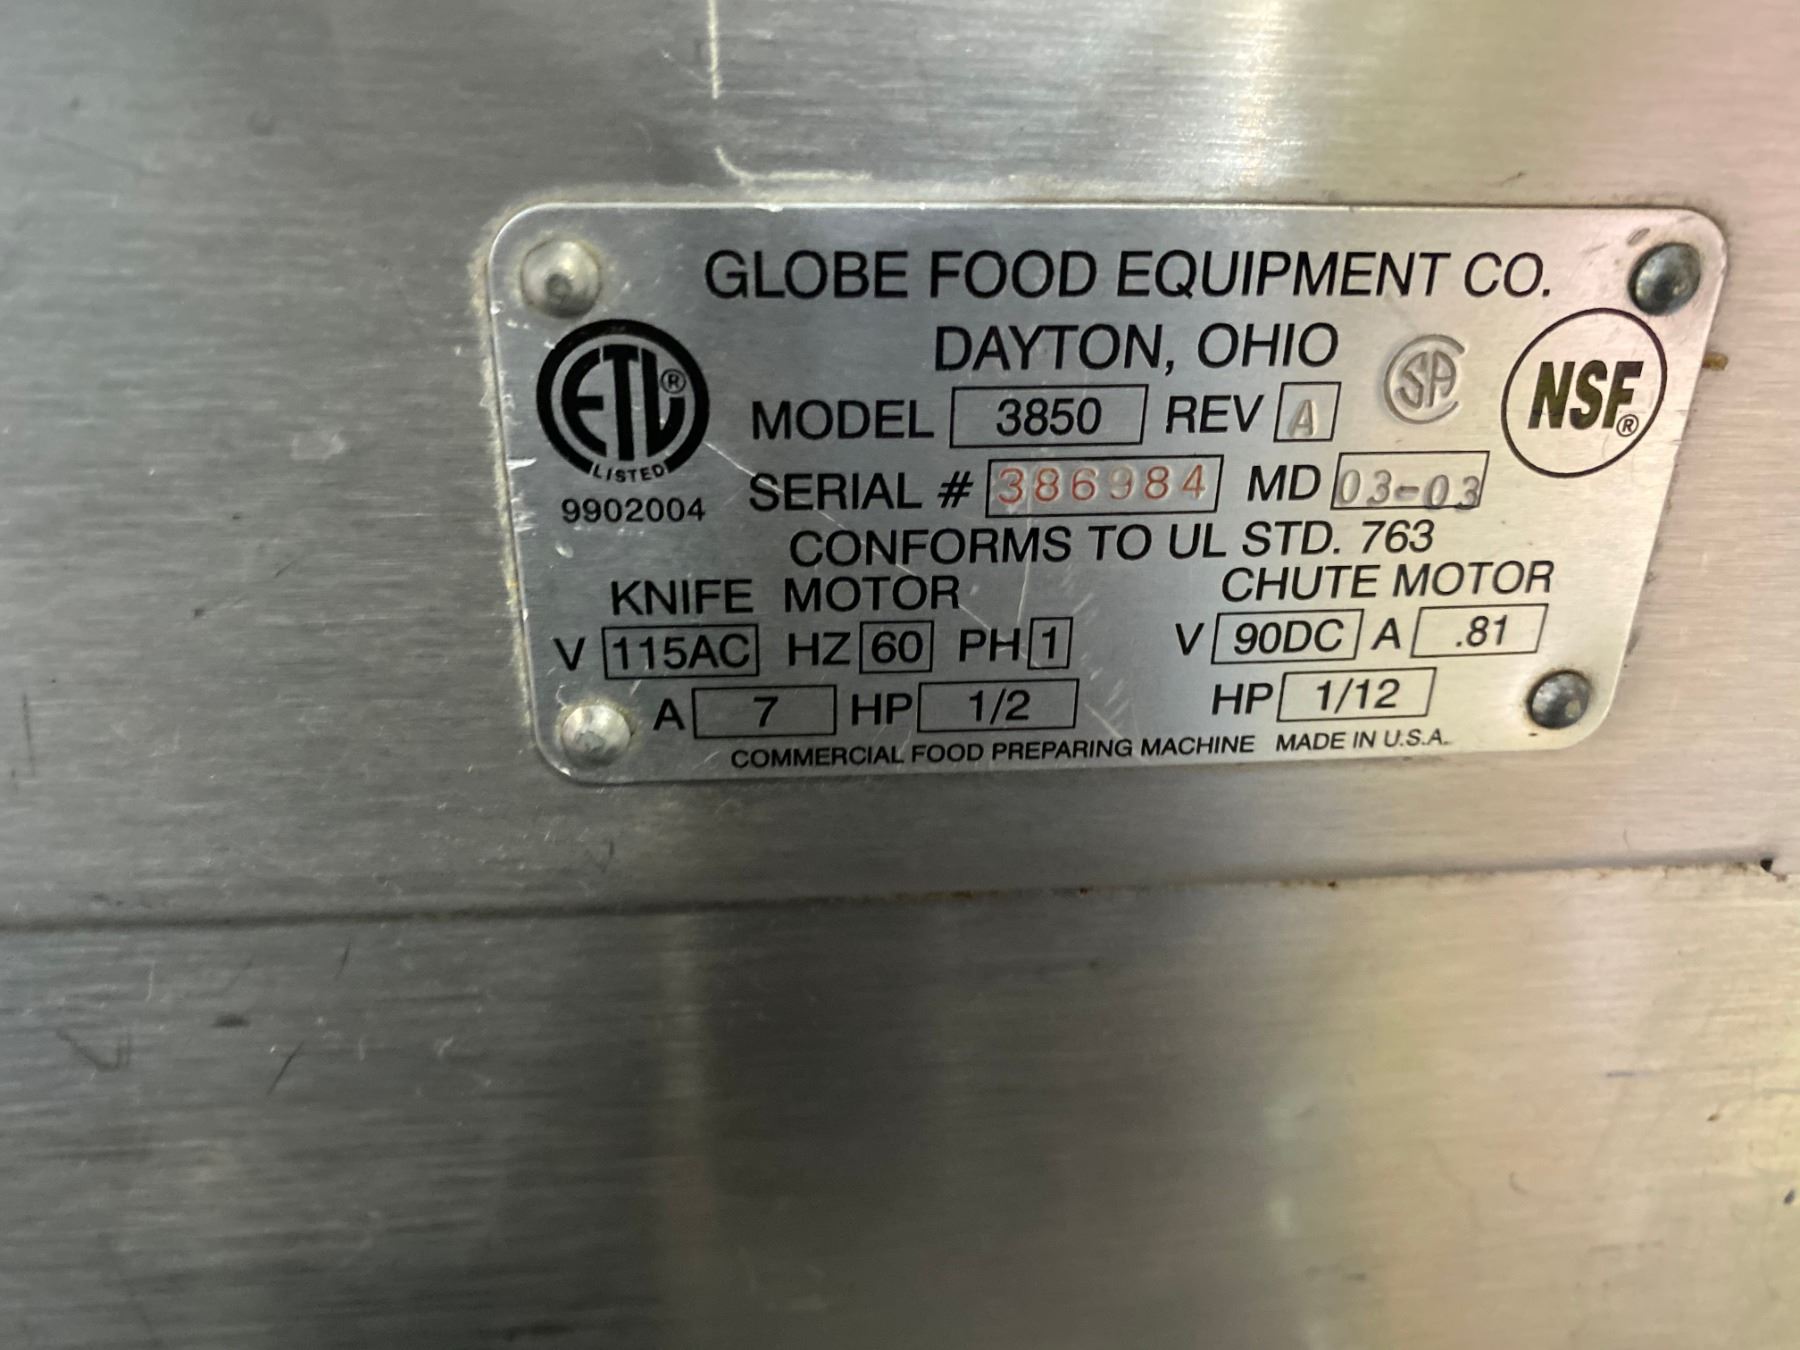 GLOBE FOOD EQUIPMENT CO.
DAYTON, OHIO
ETL® LISTED
9902004
SA
NSF®
MODEL 3850 REV A
SERIAL # 386984 MD 03-03
CONFORMS TO UL STD. 763
KNIFE MOTOR
V 115AC HZ 60 PH 1
A 7 HP 1/2
CHUTE MOTOR
V 90DC A .81
HP 1/12
COMMERCIAL FOOD PREPARING MACHINE MADE IN U.S.A.